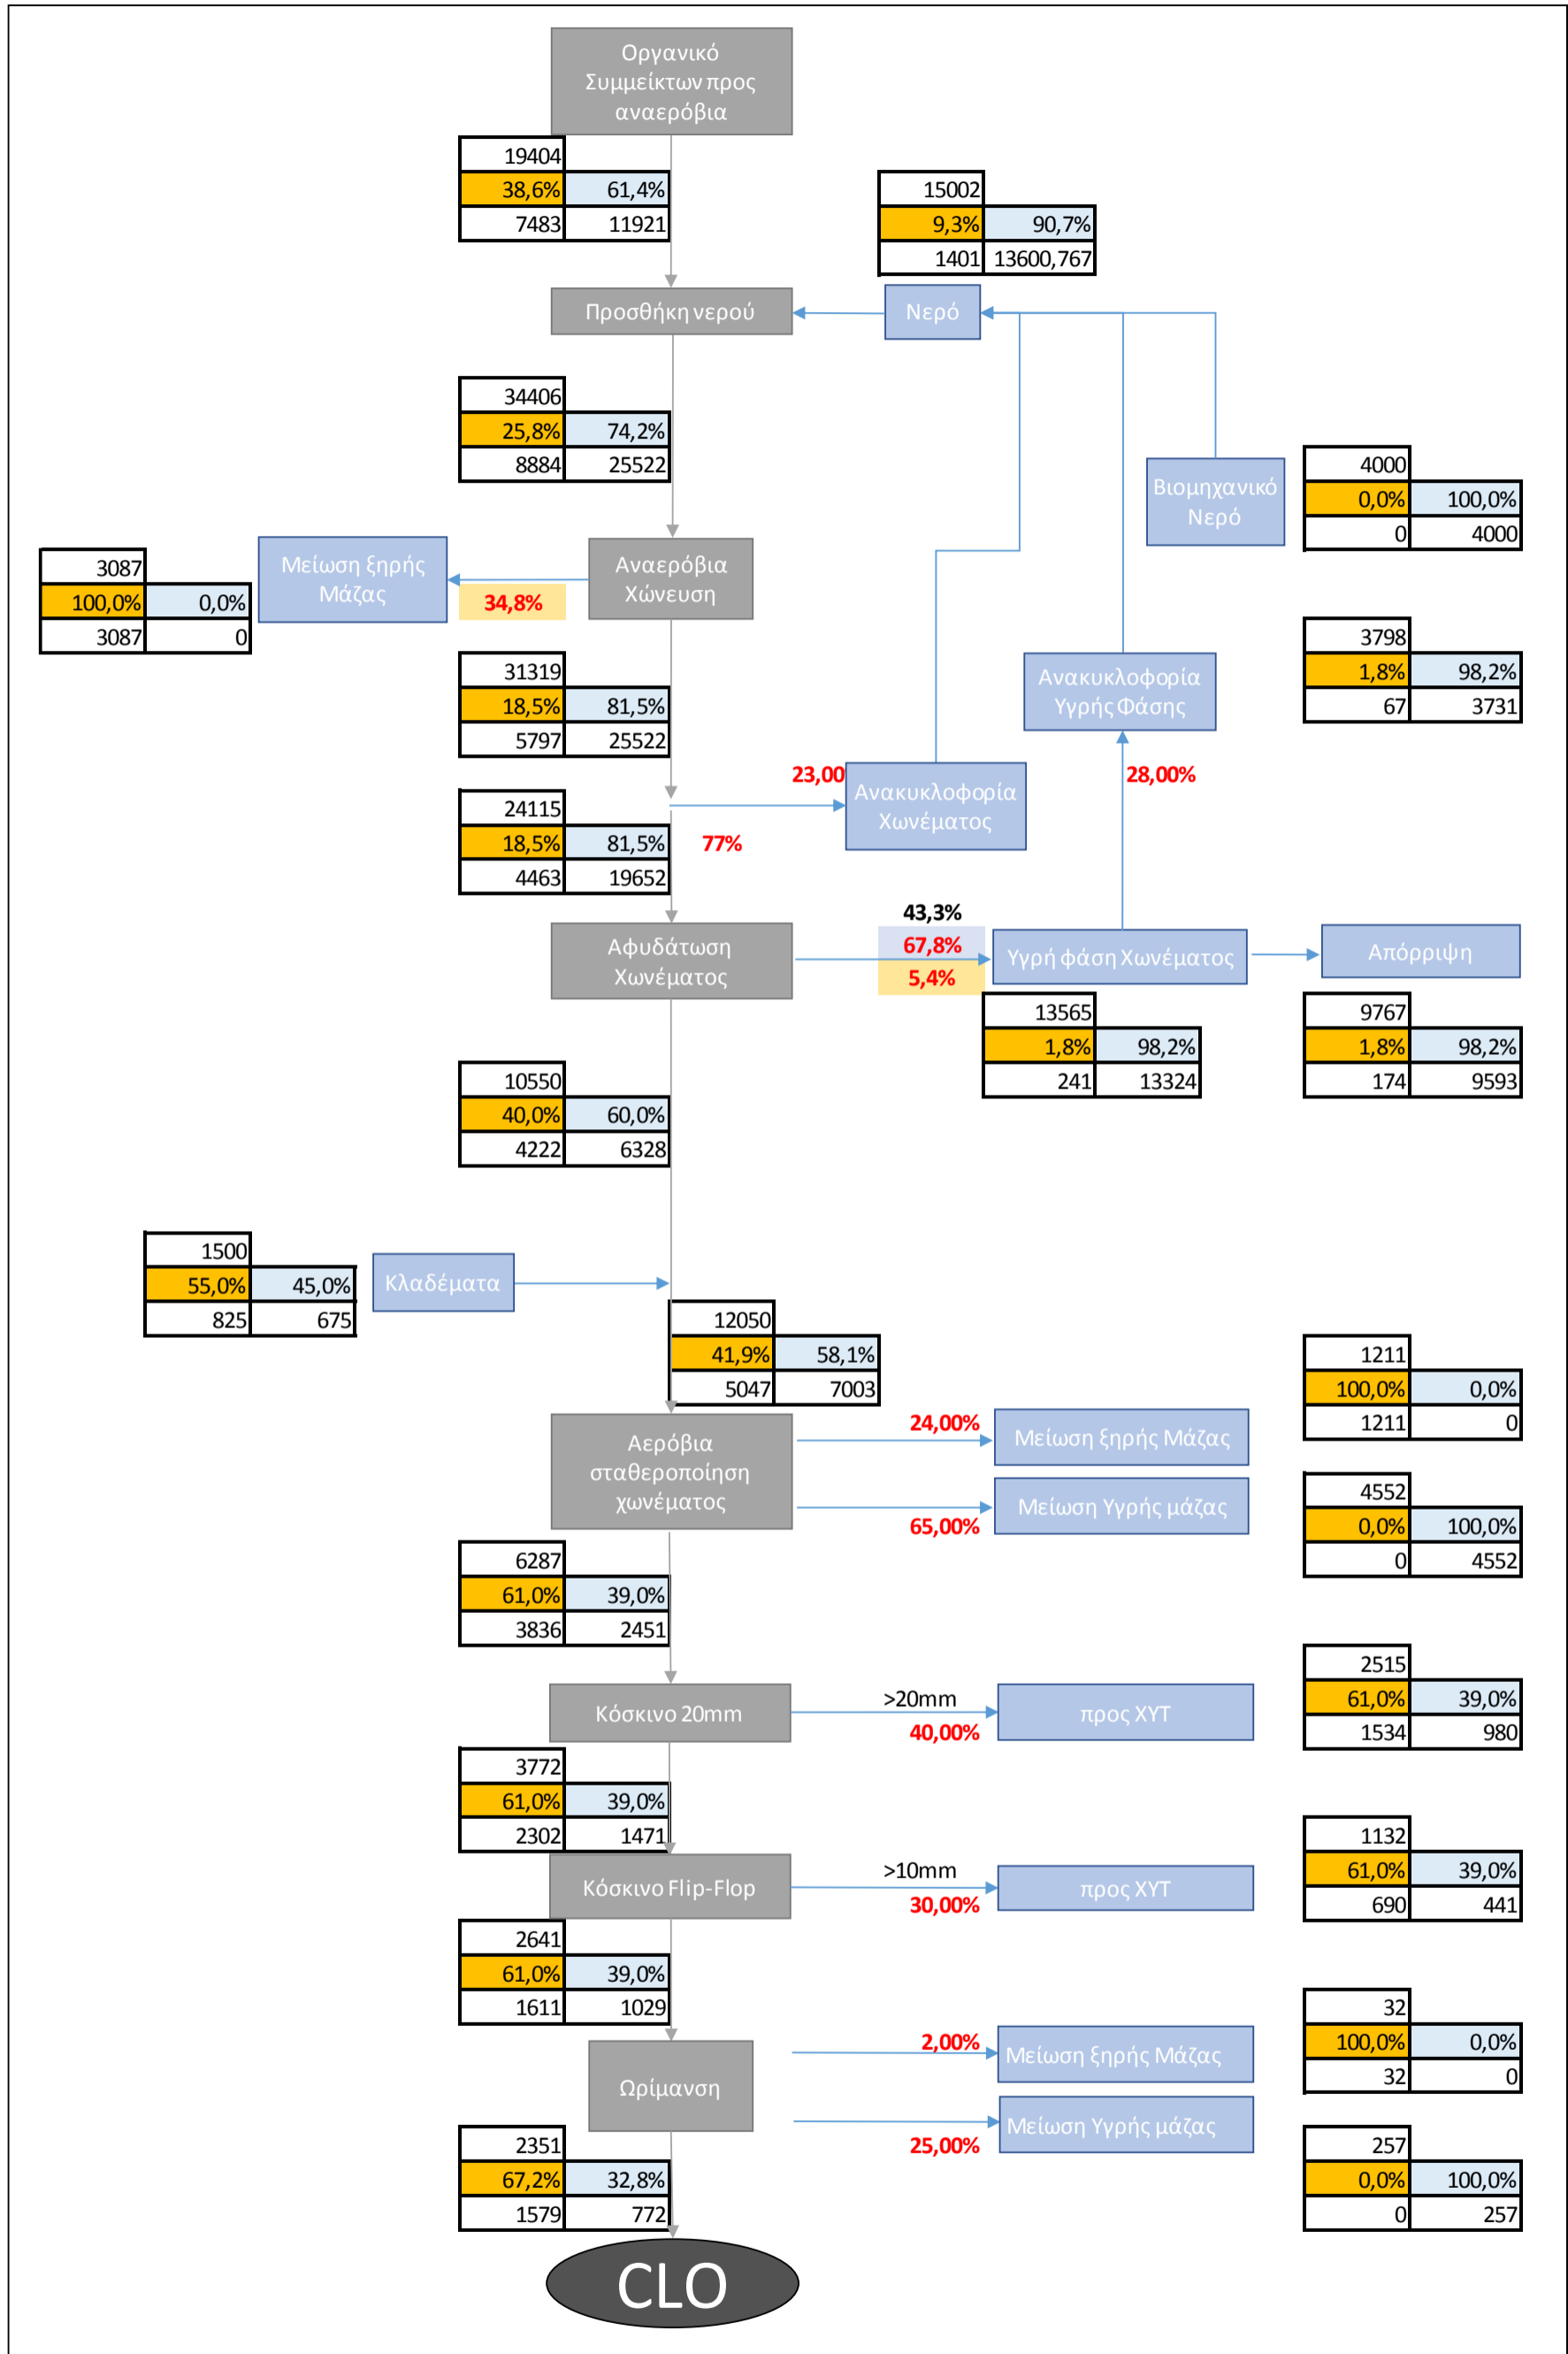 Οργανικό
Συμμείκτων προς
αναερόβια
19404
38,6% 61,4%
7483 11921
15002
9,3% 90,7%
1401 13600,767
Προσθήκη νερού
Νερό
34406
25,8% 74,2%
8884 25522
Βιομηχανικό
Νερό
4000
0,0% 100,0%
0 4000
Αναερόβια
Χώνευση
34,8%
Μείωση ξηρής
Μάζας
3087
100,0% 0,0%
3087 0
31319
18,5% 81,5%
5797 25522
Ανακυκλοφορία
Υγρής Φάσης
3798
1,8% 98,2%
67 3731
28,00%
23,00
Ανακυκλοφορία
Χωνέματος
24115
18,5% 81,5%
4463 19652
77%
Αφυδάτωση
Χωνέματος
43,3%
67,8%
5,4%
Υγρή φάση Χωνέματος
Απόρριψη
13565
1,8% 98,2%
241 13324
9767
1,8% 98,2%
174 9593
10550
40,0% 60,0%
4222 6328
1500
55,0% 45,0%
825 675
Κλαδέματα
12050
41,9% 58,1%
5047 7003
Αερόβια
σταθεροποίηση
χωνέματος
24,00%
Μείωση ξηρής Μάζας
1211
100,0% 0,0%
1211 0
65,00%
Μείωση Υγρής μάζας
4552
0,0% 100,0%
0 4552
6287
61,0% 39,0%
3836 2451
Κόσκινο 20mm
>20mm
40,00%
προς ΧΥΤ
2515
61,0% 39,0%
1534 980
3772
61,0% 39,0%
2302 1471
Κόσκινο Flip-Flop
>10mm
30,00%
προς ΧΥΤ
1132
61,0% 39,0%
690 441
2641
61,0% 39,0%
1611 1029
Ωρίμανση
2,00%
Μείωση ξηρής Μάζας
32
100,0% 0,0%
32 0
25,00%
Μείωση Υγρής μάζας
257
0,0% 100,0%
0 257
2351
67,2% 32,8%
1579 772
CLO